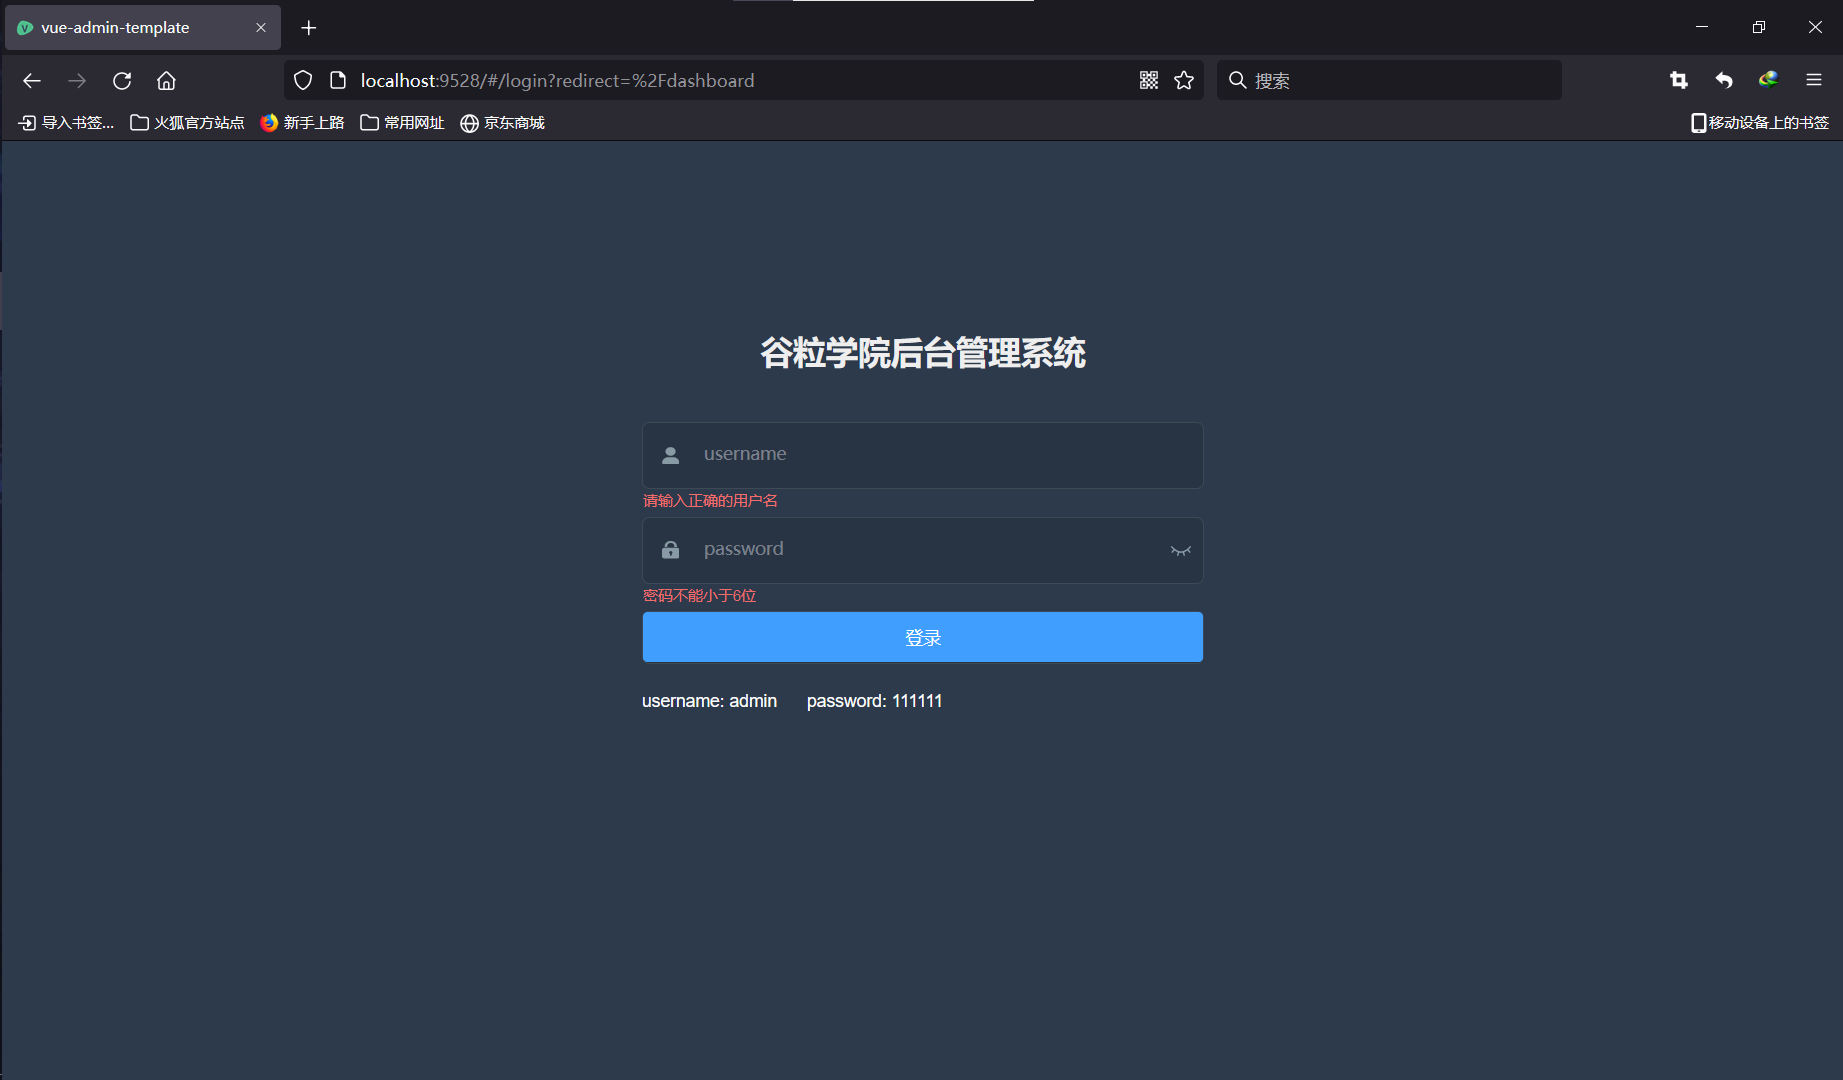 vue-admin-template
localhost:9528/#/login?redirect=%2Fdashboard
搜索
导入书签... 火狐官方站点 新手上路 常用网址 京东商城 移动设备上的书签
谷粒学院后台管理系统
username
请输入正确的用户名
password
密码不能小于6位
登录
username: admin password: 111111